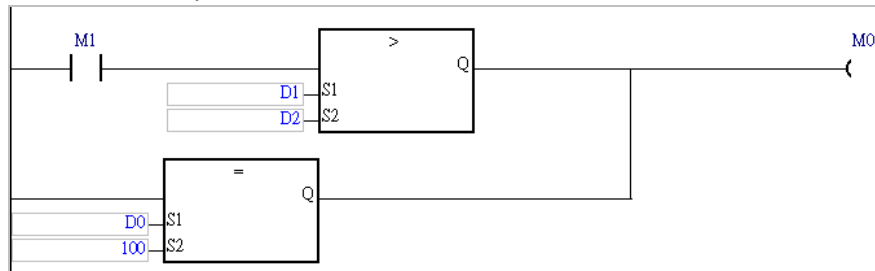 M1
>
M0
Q
D1 S1
D2 S2
=
Q
D0 S1
100 S2